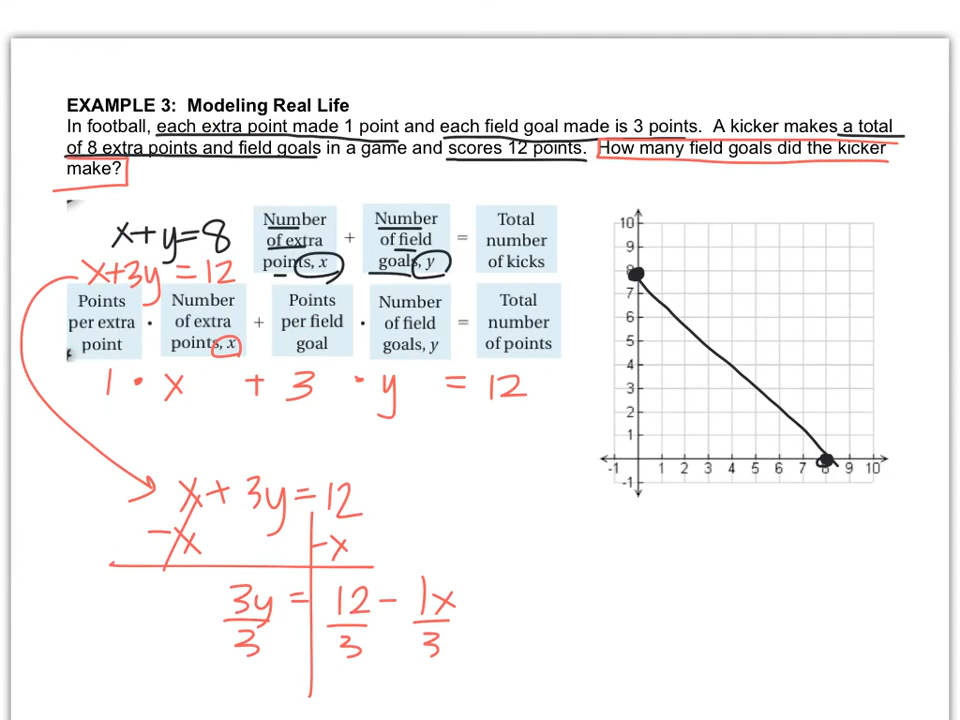 EXAMPLE 3: Modeling Real Life
In football, each extra point made 1 point and each field goal made is 3 points. A kicker makes a total
of 8 extra points and field goals in a game and scores 12 points. How many field goals did the kicker
make?
x+y=8
x+3y=12
Number
of extra
points, x
+
Number
of field
goals, y
=
Total
number
of kicks
Points
per extra
point
·
Number
of extra
points, x
+
Points
per field
goal
·
Number
of field
goals, y
=
Total
number
of points
1 · x + 3 · y = 12
x + 3y = 12
-x -x
3y = 12 - 1x
3 3 3
10
9
8
7
6
5
4
3
2
1
-1 1 2 3 4 5 6 7 8 9 10
-1